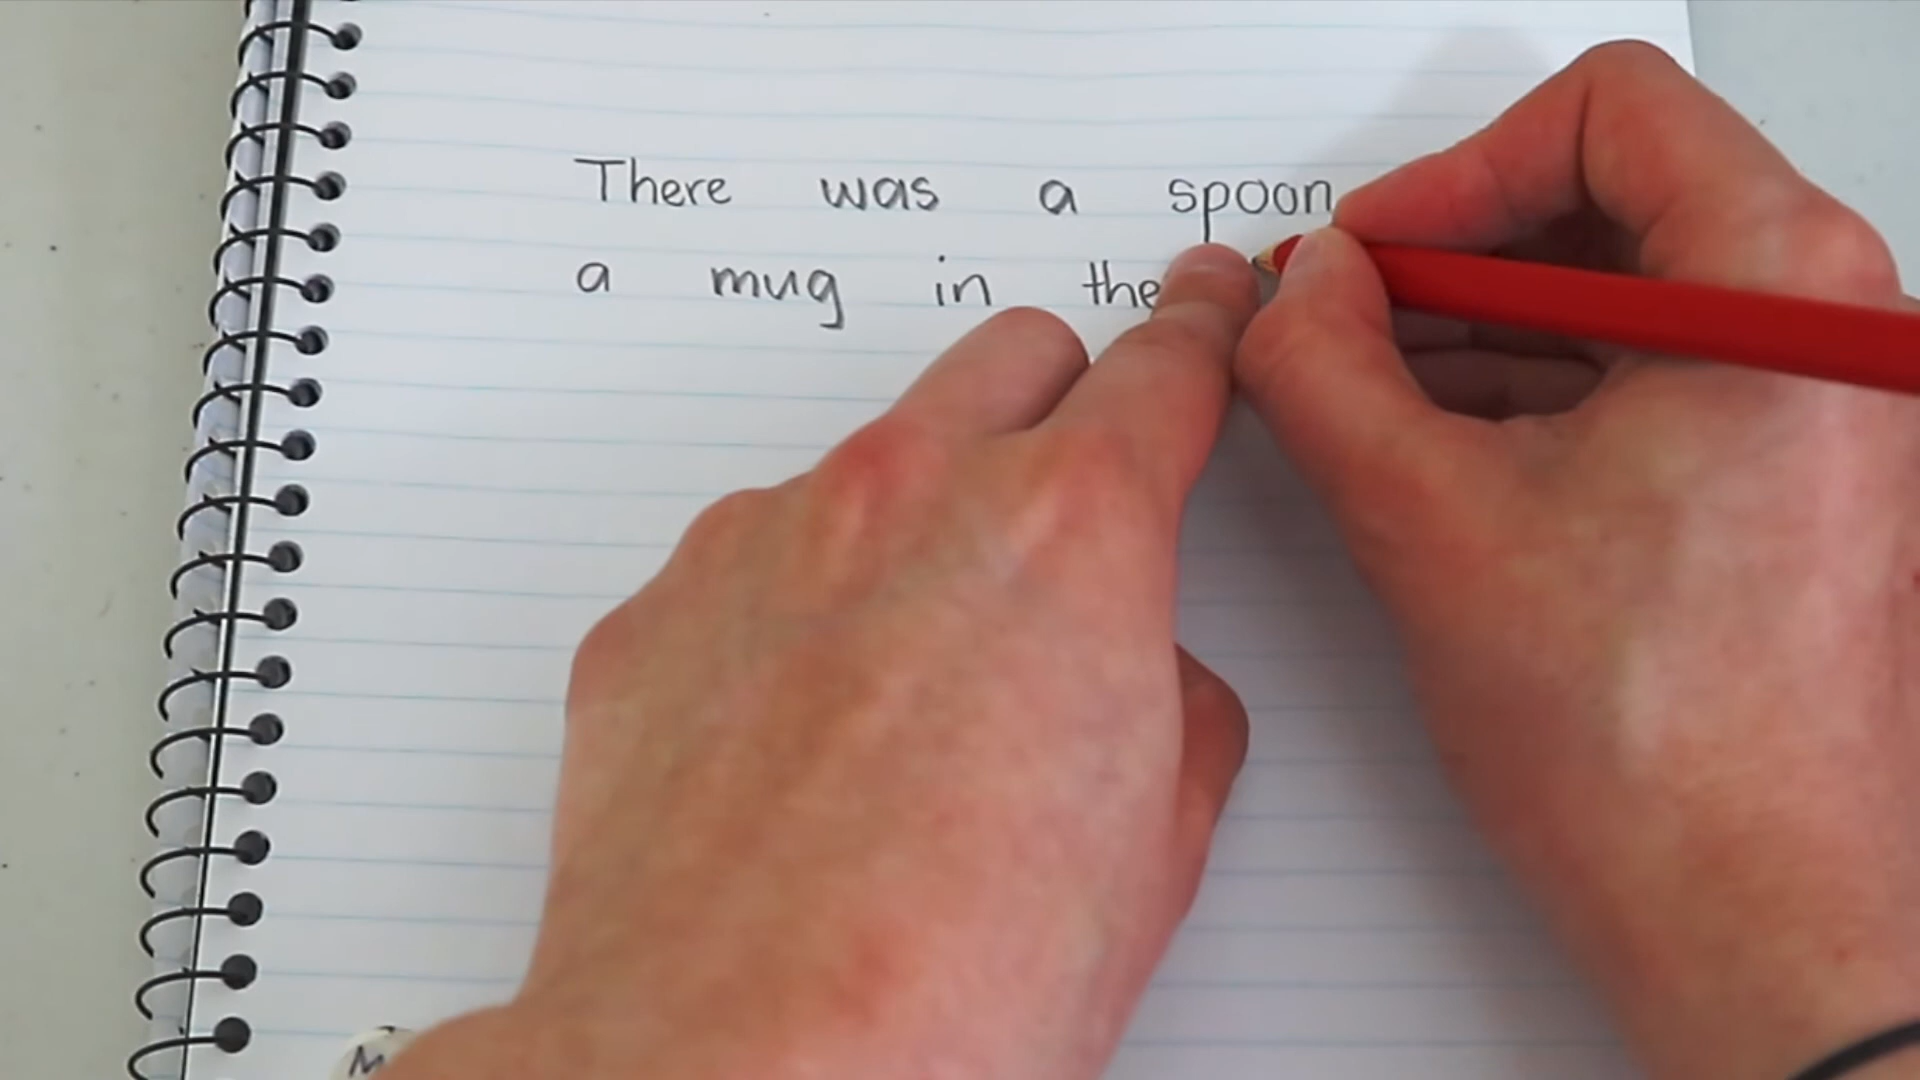 There was a spoon
a mug in the
M